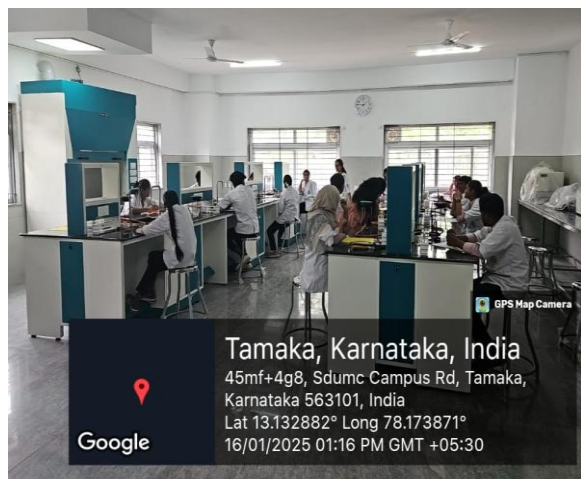 GPS Map Camera
Tamaka, Karnataka, India
45mf+4g8, Sdumc Campus Rd, Tamaka,
Karnataka 563101, India
Lat 13.132882° Long 78.173871°
16/01/2025 01:16 PM GMT +05:30
Google